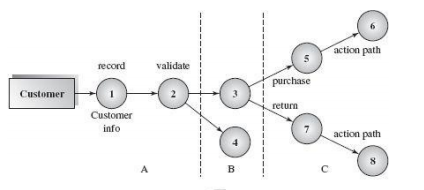 record
validate
Customer
1
2
3
4
5
6
7
8
Customer
info
purchase
return
action path
action path
A
B
C